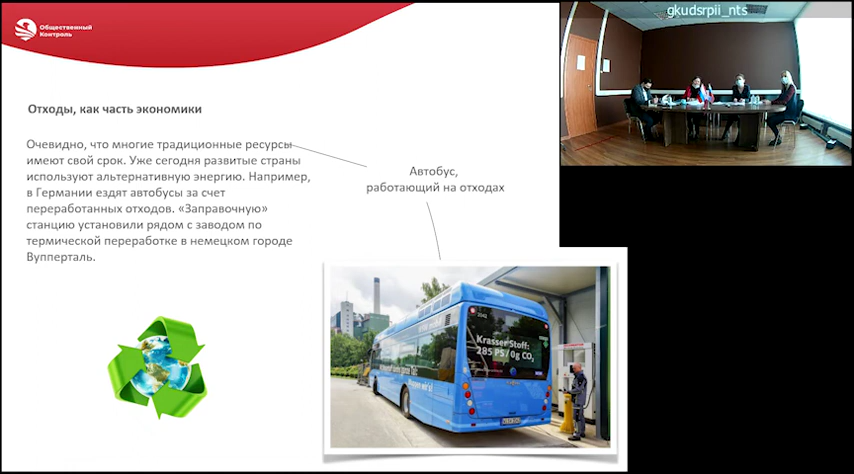 Общественный
Контроль
gkudsrpii_nts
Отходы, как часть экономики
Очевидно, что многие традиционные ресурсы
имеют свой срок. Уже сегодня развитые страны
используют альтернативную энергию. Например,
в Германии ездят автобусы за счет
переработанных отходов. «Заправочную»
станцию установили рядом с заводом по
термической переработке в немецком городе
Вупперталь.
Автобус,
работающий на отходах
Krasser Stoff:
285 PS/0g CO₂